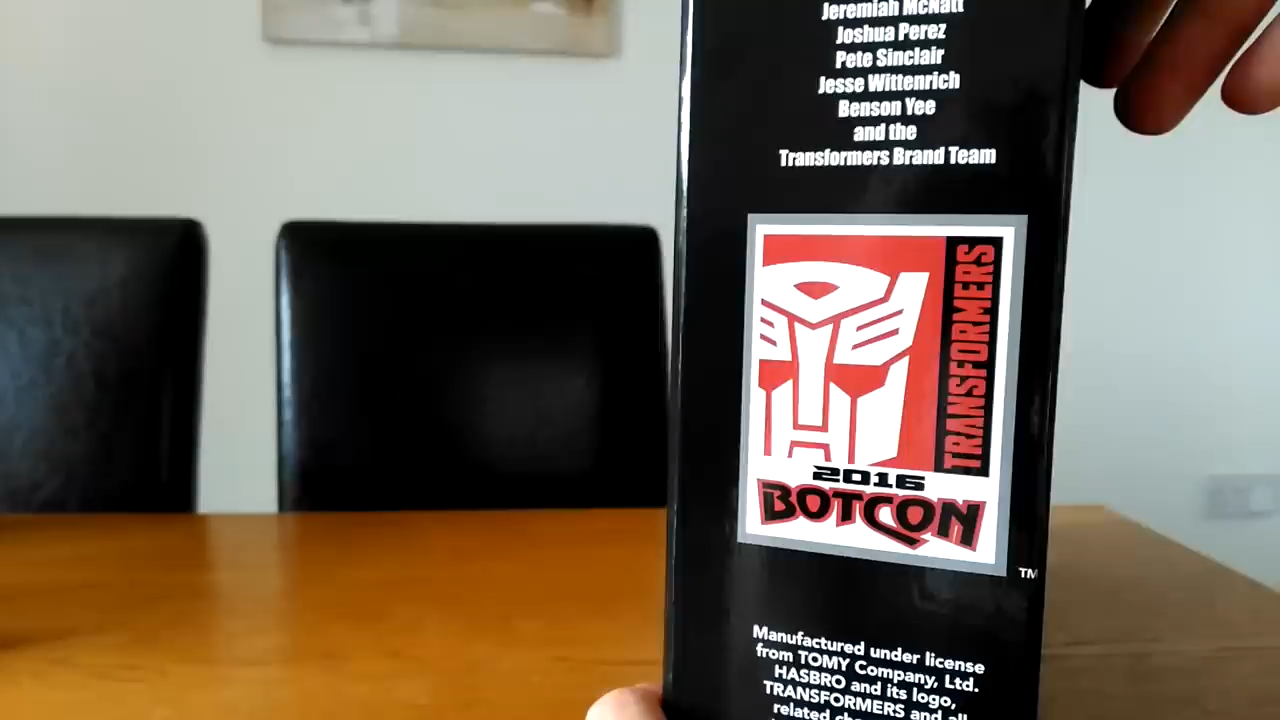 Jeremiah McNatt
Joshua Perez
Pete Sinclair
Jesse Wittenrich
Benson Yee
and the
Transformers Brand Team
TRANSFORMERS
2016
BOTCON
TM
Manufactured under license
from TOMY Company, Ltd.
HASBRO and its logo,
TRANSFORMERS and all
related